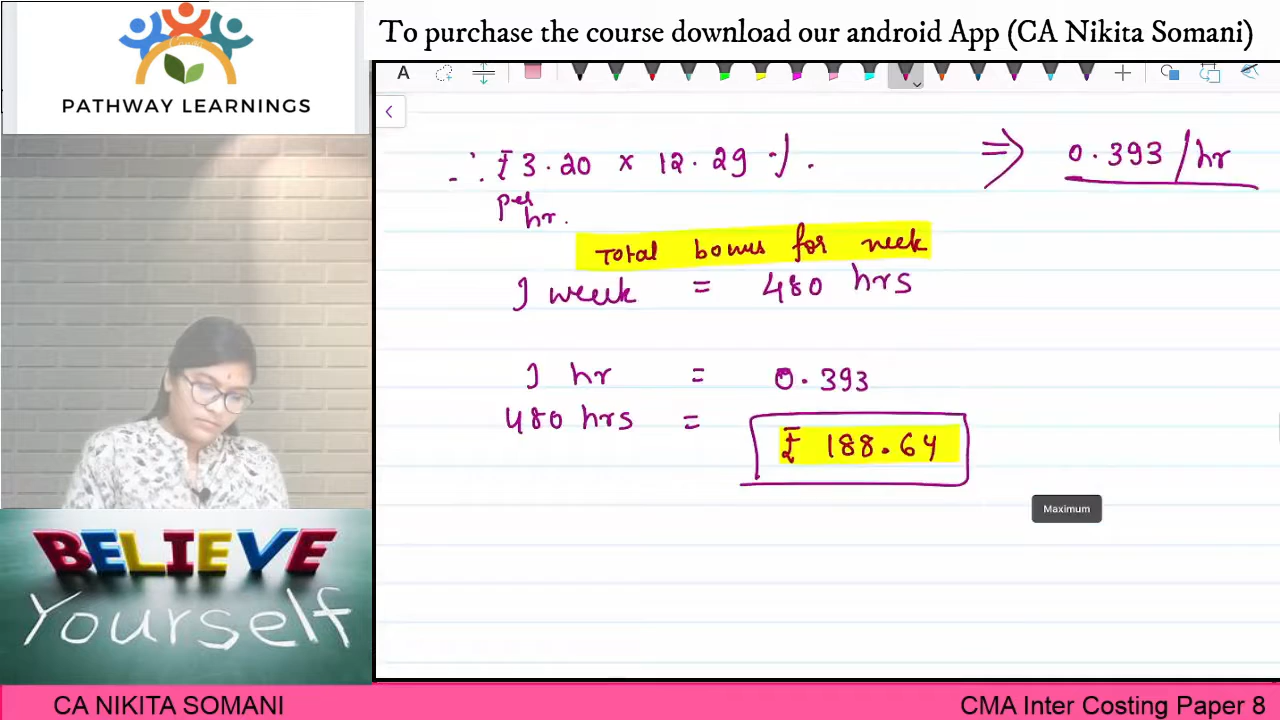 To purchase the course download our android App (CA Nikita Somani)
PATHWAY LEARNINGS
A
∴ ₹ 3.20 × 12.29 %. ⇒ 0.393/hr
per
hr.
Total bonus for week
1 week = 480 hrs
1 hr = 0.393
480 hrs =
₹ 188.64
Maximum
BELIEVE
Yourself
CA NIKITA SOMANI
CMA Inter Costing Paper 8